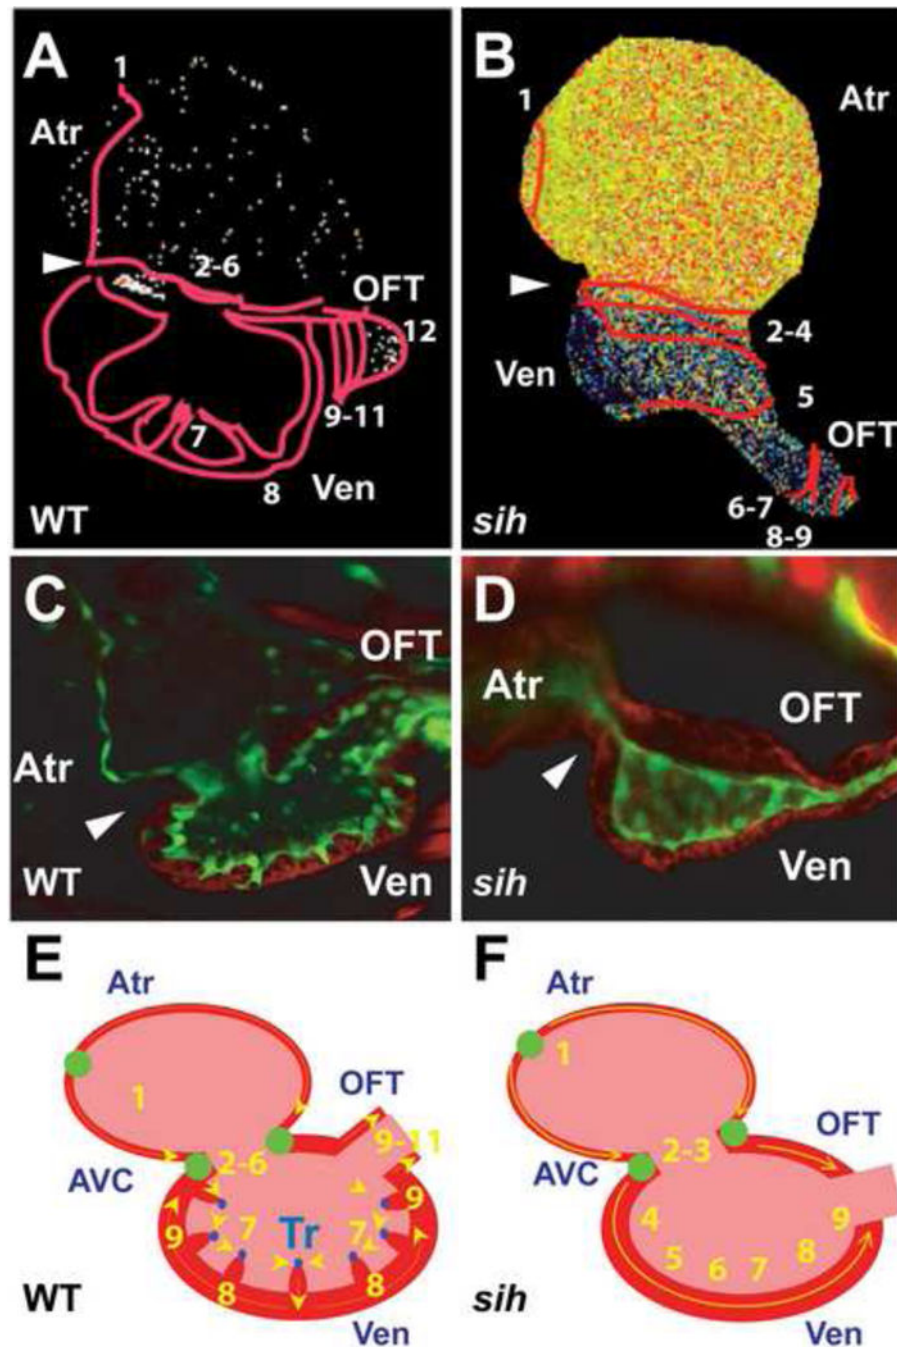 A
1
Atr
2-6
OFT
12
9-11
7
8
Ven
WT
B
1
Atr
2-4
Ven
5
OFT
6-7
8-9
sih
C
OFT
Atr
WT
Ven
D
Atr
OFT
sih
Ven
E
Atr
1
OFT
9-11
AVC
2-6
9
9
7
Tr
7
8
8
WT
Ven
F
Atr
1
OFT
AVC
2-3
4
9
5
6
7
8
sih
Ven